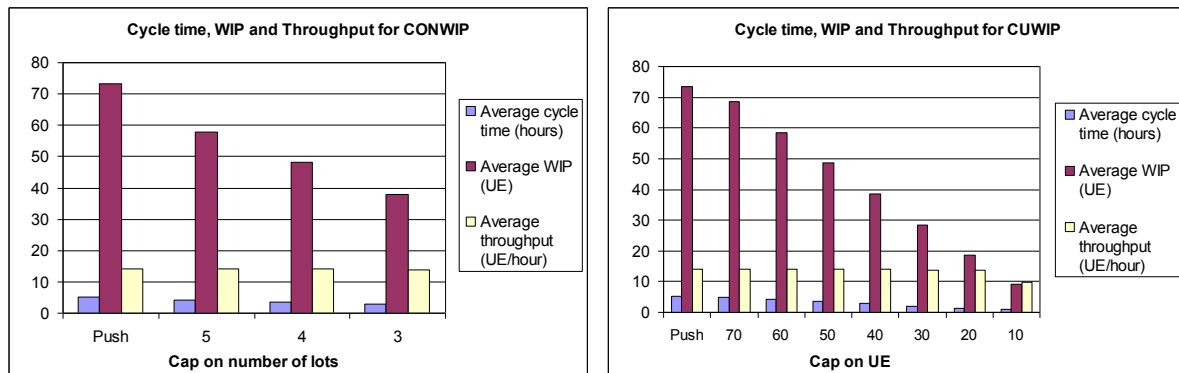 Cycle time, WIP and Throughput for CONWIP
80
70
60
50
40
30
20
10
0
Push 5 4 3
Cap on number of lots
Average cycle
time (hours)
Average WIP
(UE)
Average
throughput
(UE/hour)
Cycle time, WIP and Throughput for CUWIP
80
70
60
50
40
30
20
10
0
Push 70 60 50 40 30 20 10
Cap on UE
Average cycle
time (hours)
Average WIP
(UE)
Average
throughput
(UE/hour)